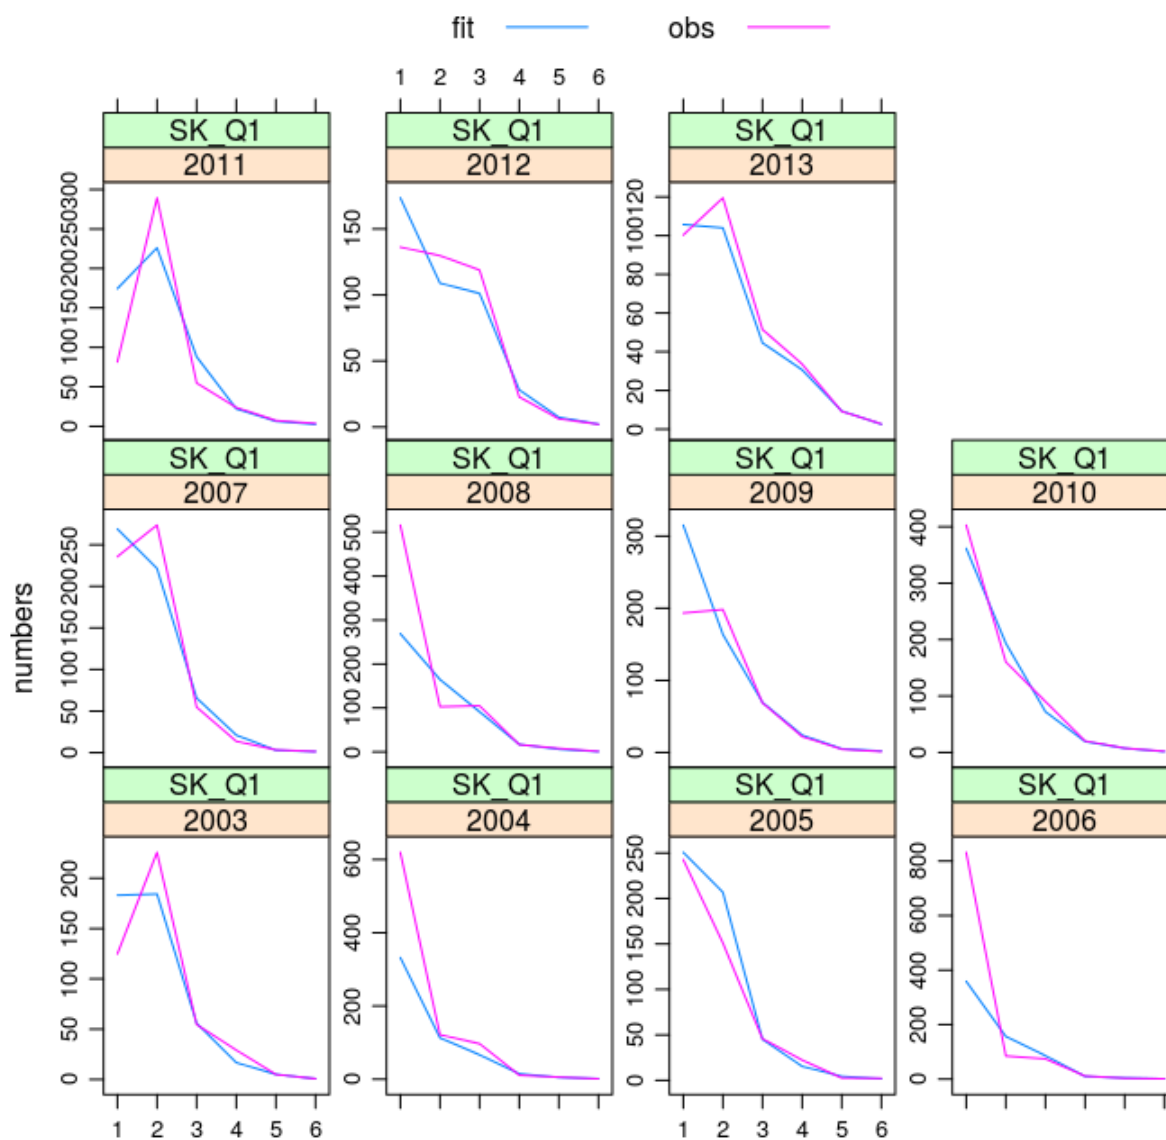 fit obs
1 2 3 4 5 6
SK_Q1 SK_Q1 SK_Q1
2011 2012 2013
0 50 100 150 200 250 300
0 50 100 150
0 20 40 60 80 100 120
SK_Q1 SK_Q1 SK_Q1 SK_Q1
2007 2008 2009 2010
numbers
0 50 100 150 200 250
0 100 200 300 400 500
0 100 200 300
0 100 200 300 400
SK_Q1 SK_Q1 SK_Q1 SK_Q1
2003 2004 2005 2006
0 50 100 150 200
0 200 400 600
0 50 100 150 200 250
0 200 400 600 800
1 2 3 4 5 6 1 2 3 4 5 6